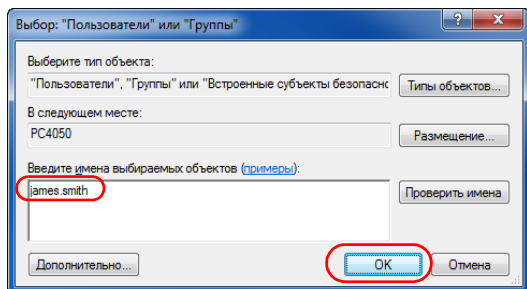 Выбор: "Пользователи" или "Группы"
Выберите тип объекта:
"Пользователи", "Группы" или "Встроенные субъекты безопасно
Типы объектов...
В следующем месте:
PC4050
Размещение...
Введите имена выбираемых объектов (примеры):
james.smith
Проверить имена
Дополнительно...
OK
Отмена